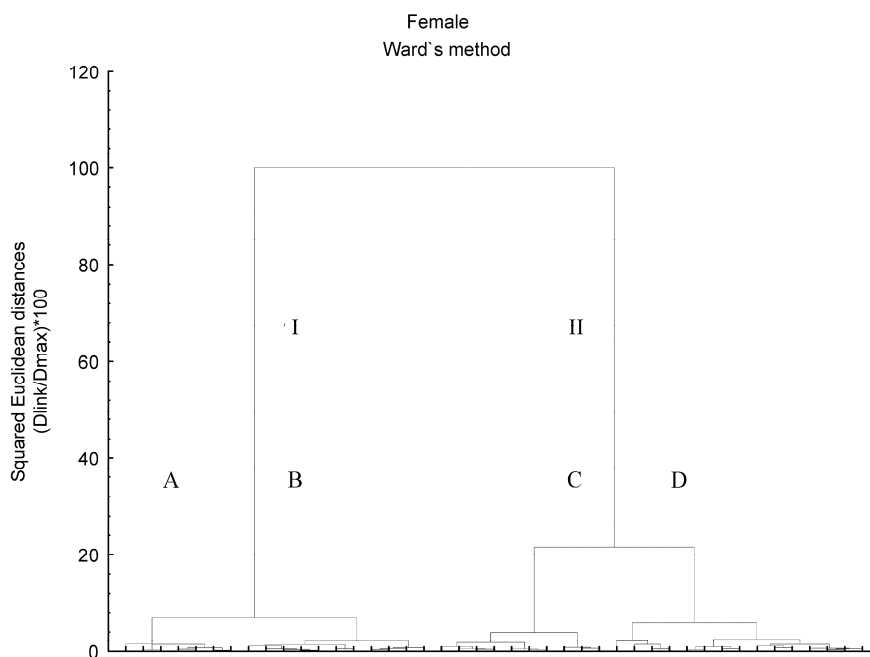 Female
Ward`s method
Squared Euclidean distances
(Dlink/Dmax)*100
120
100
80
60
40
20
0
I
II
A
B
C
D